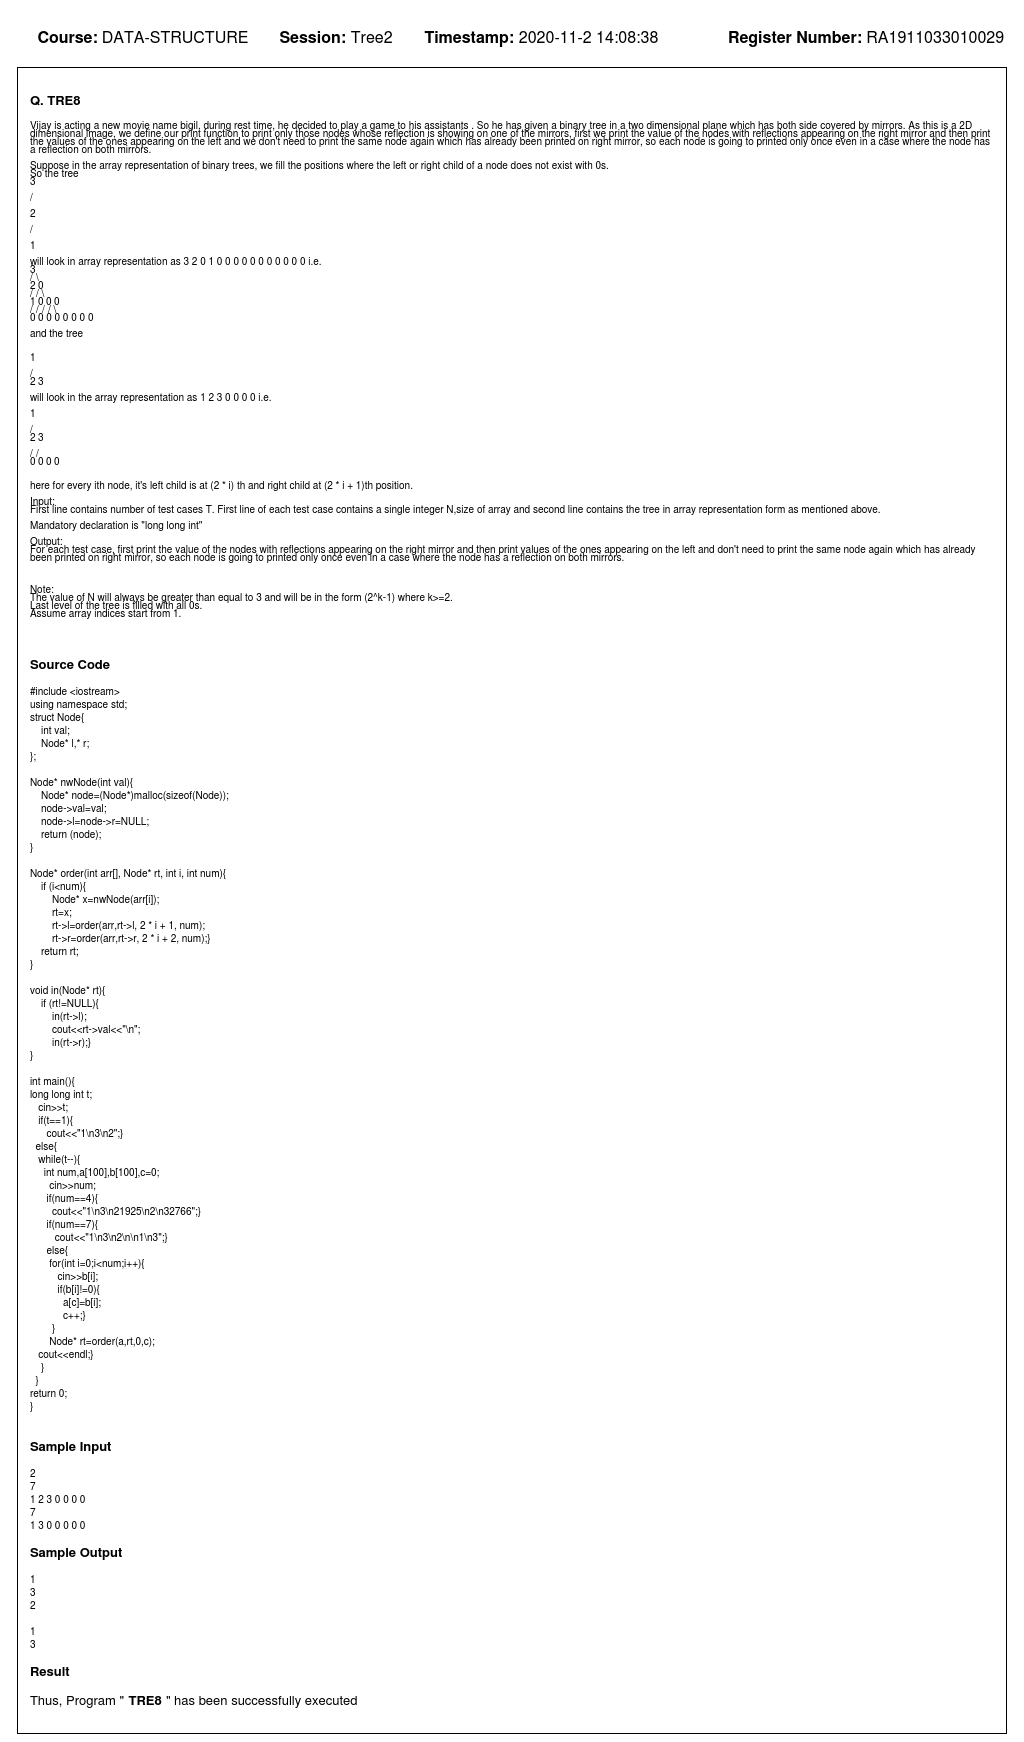 Course: DATA-STRUCTURE Session: Tree2 Timestamp: 2020-11-2 14:08:38 Register Number: RA1911033010029
Q. TRE8
Vijay is acting a new movie name bigil, during rest time, he decided to play a game to his assistants . So he has given a binary tree in a two dimensional plane which has both side covered by mirrors. As this is a 2D
dimensional image, we define our print function to print only those nodes whose reflection is showing on one of the mirrors, first we print the value of the nodes with reflections appearing on the right mirror and then print
the values of the ones appearing on the left and we don't need to print the same node again which has already been printed on right mirror, so each node is going to printed only once even in a case where the node has
a reflection on both mirrors.
Suppose in the array representation of binary trees, we fill the positions where the left or right child of a node does not exist with 0s.
So the tree
3
/
2
/
1
will look in array representation as 3 2 0 1 0 0 0 0 0 0 0 0 0 0 0 i.e.
3
/ \
2 0
/ / \
1 0 0 0
/ / / / \
0 0 0 0 0 0 0 0
and the tree
1
/
2 3
will look in the array representation as 1 2 3 0 0 0 0 i.e.
1
/
2 3
/ /
0 0 0 0
here for every ith node, it's left child is at (2 * i) th and right child at (2 * i + 1)th position.
Input:
First line contains number of test cases T. First line of each test case contains a single integer N,size of array and second line contains the tree in array representation form as mentioned above.
Mandatory declaration is "long long int"
Output:
For each test case, first print the value of the nodes with reflections appearing on the right mirror and then print values of the ones appearing on the left and don't need to print the same node again which has already
been printed on right mirror, so each node is going to printed only once even in a case where the node has a reflection on both mirrors.
Note:
The value of N will always be greater than equal to 3 and will be in the form (2^k-1) where k>=2.
Last level of the tree is filled with all 0s.
Assume array indices start from 1.
Source Code
#include <iostream>
using namespace std;
struct Node{
int val;
Node* l,* r;
};
Node* nwNode(int val){
Node* node=(Node*)malloc(sizeof(Node));
node->val=val;
node->l=node->r=NULL;
return (node);
}
Node* order(int arr[], Node* rt, int i, int num){
if (i<num){
Node* x=nwNode(arr[i]);
rt=x;
rt->l=order(arr,rt->l, 2 * i + 1, num);
rt->r=order(arr,rt->r, 2 * i + 2, num);}
return rt;
}
void in(Node* rt){
if (rt!=NULL){
in(rt->l);
cout<<rt->val<<"\n";
in(rt->r);}
}
int main(){
long long int t;
cin>>t;
if(t==1){
cout<<"1\n3\n2";}
else{
while(t--){
int num,a[100],b[100],c=0;
cin>>num;
if(num==4){
cout<<"1\n3\n21925\n2\n32766";}
if(num==7){
cout<<"1\n3\n2\n\n1\n3";}
else{
for(int i=0;i<num;i++){
cin>>b[i];
if(b[i]!=0){
a[c]=b[i];
c++;}
}
Node* rt=order(a,rt,0,c);
cout<<endl;}
}
}
return 0;
}
Sample Input
2
7
1 2 3 0 0 0 0
7
1 3 0 0 0 0 0
Sample Output
1
3
2
1
3
Result
Thus, Program " TRE8 " has been successfully executed